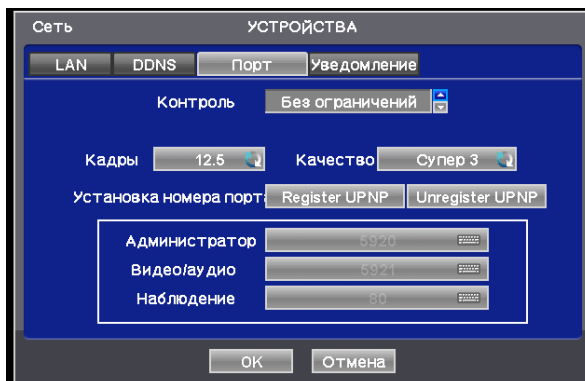 Сеть УСТРОЙСТВА
LAN DDNS Порт Уведомление
Контроль Без ограничений
Кадры 12.5 Качество Супер 3
Установка номера порт Register UPNP Unregister UPNP
Администратор 5920
Видео/аудио 5921
Наблюдение 80
OK Отмена